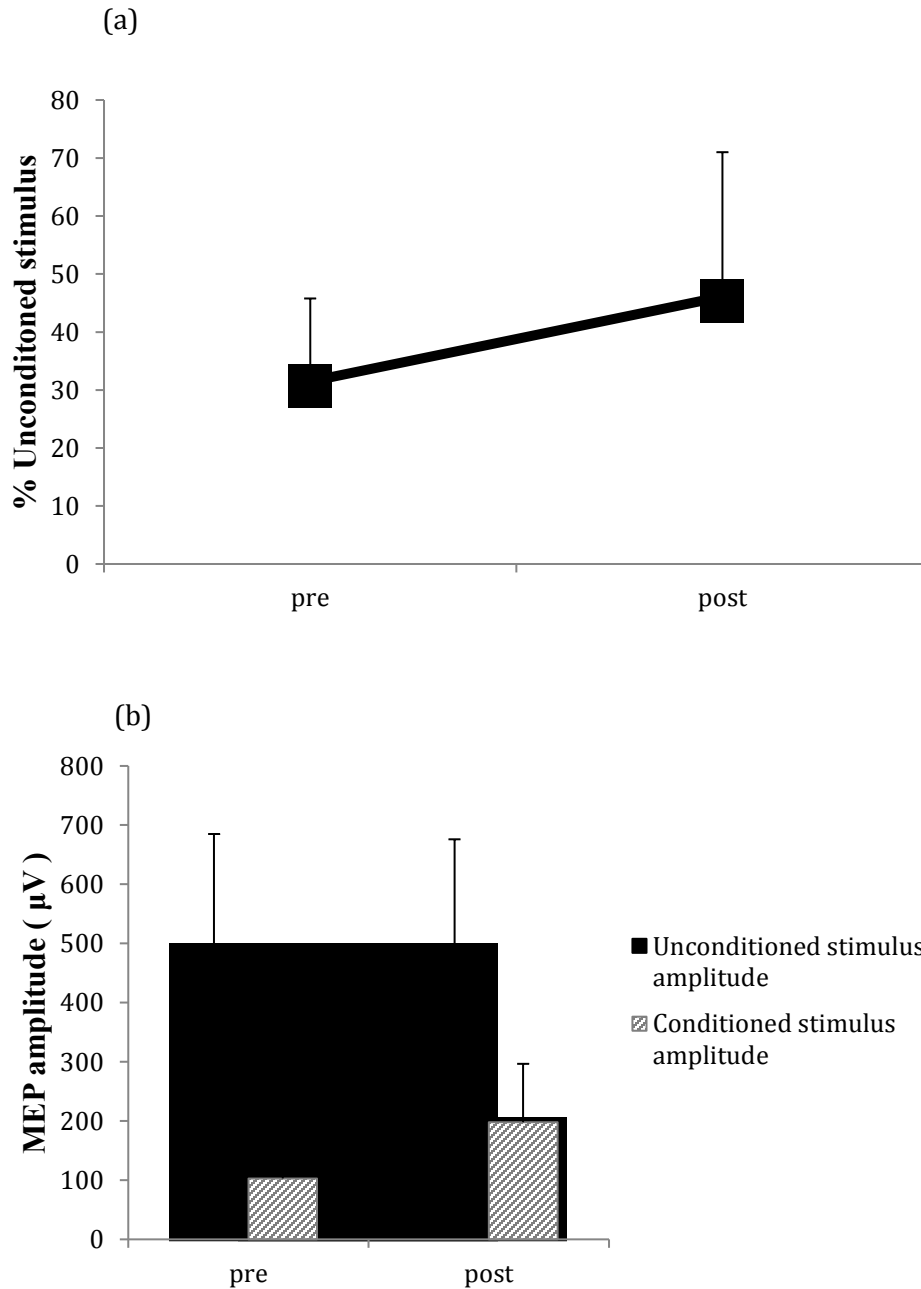 (a)
80
70
60
50
40
30
20
10
0
% Unconditoned stimulus
pre
post
(b)
800
700
600
500
400
300
200
100
0
MEP amplitude ( µV )
pre
post
Unconditioned stimulus
amplitude
Conditioned stimulus
amplitude